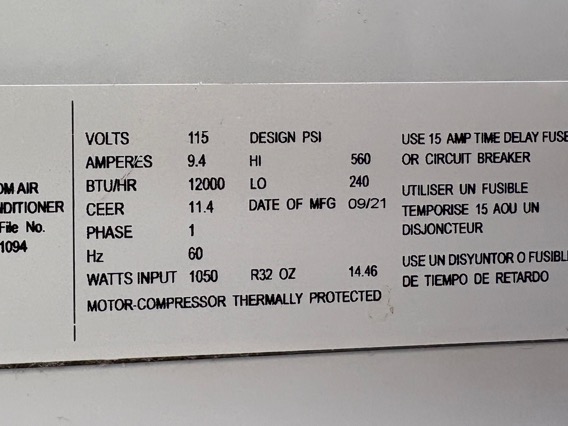 OM AIR
NDITIONER
File No.
1094
VOLTS 115
AMPERES 9.4
BTU/HR 12000
CEER 11.4
PHASE 1
Hz 60
WATTS INPUT 1050
DESIGN PSI
HI 560
LO 240
DATE OF MFG 09/21
R32 OZ 14.46
MOTOR-COMPRESSOR THERMALLY PROTECTED
USE 15 AMP TIME DELAY FUSE
OR CIRCUIT BREAKER
UTILISER UN FUSIBLE
TEMPORISE 15 AOU UN
DISJONCTEUR
USE UN DISYUNTOR O FUSIBL
DE TIEMPO DE RETARDO